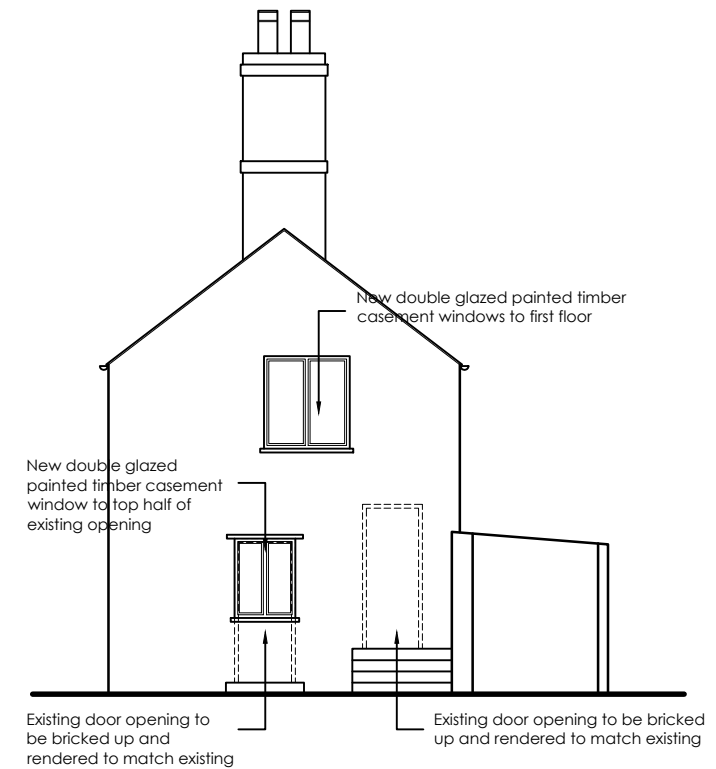 New double glazed painted timber
casement windows to first floor
New double glazed
painted timber casement
window to top half of
existing opening
Existing door opening to
be bricked up and
rendered to match existing
Existing door opening to be bricked
up and rendered to match existing